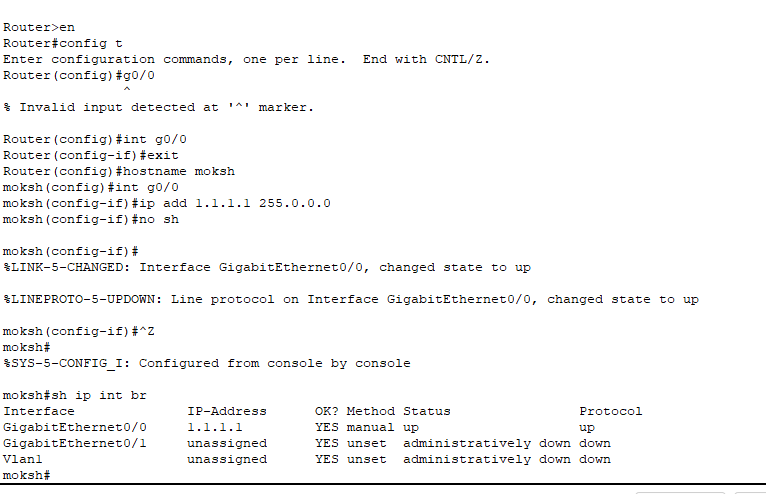 Router>en
Router#config t
Enter configuration commands, one per line.  End with CNTL/Z.
Router(config)#g0/0
^
% Invalid input detected at '^' marker.
Router(config)#int g0/0
Router(config-if)#exit
Router(config)#hostname moksh
moksh(config)#int g0/0
moksh(config-if)#ip add 1.1.1.1 255.0.0.0
moksh(config-if)#no sh
moksh(config-if)#
%LINK-5-CHANGED: Interface GigabitEthernet0/0, changed state to up
%LINEPROTO-5-UPDOWN: Line protocol on Interface GigabitEthernet0/0, changed state to up
moksh(config-if)#^Z
moksh#
%SYS-5-CONFIG_I: Configured from console by console
moksh#sh ip int br
Interface              IP-Address      OK? Method Status                Protocol
GigabitEthernet0/0     1.1.1.1         YES manual up                    up
GigabitEthernet0/1     unassigned      YES unset  administratively down down
Vlan1                  unassigned      YES unset  administratively down down
moksh#